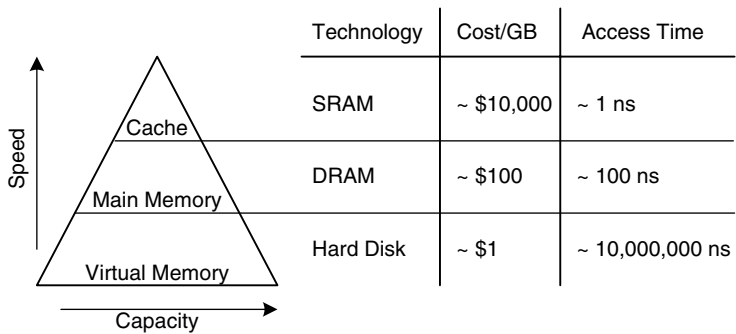 Technology Cost/GB Access Time
SRAM ~ $10,000 ~ 1 ns
Cache
DRAM ~ $100 ~ 100 ns
Main Memory
Hard Disk ~ $1 ~ 10,000,000 ns
Virtual Memory
Speed
Capacity